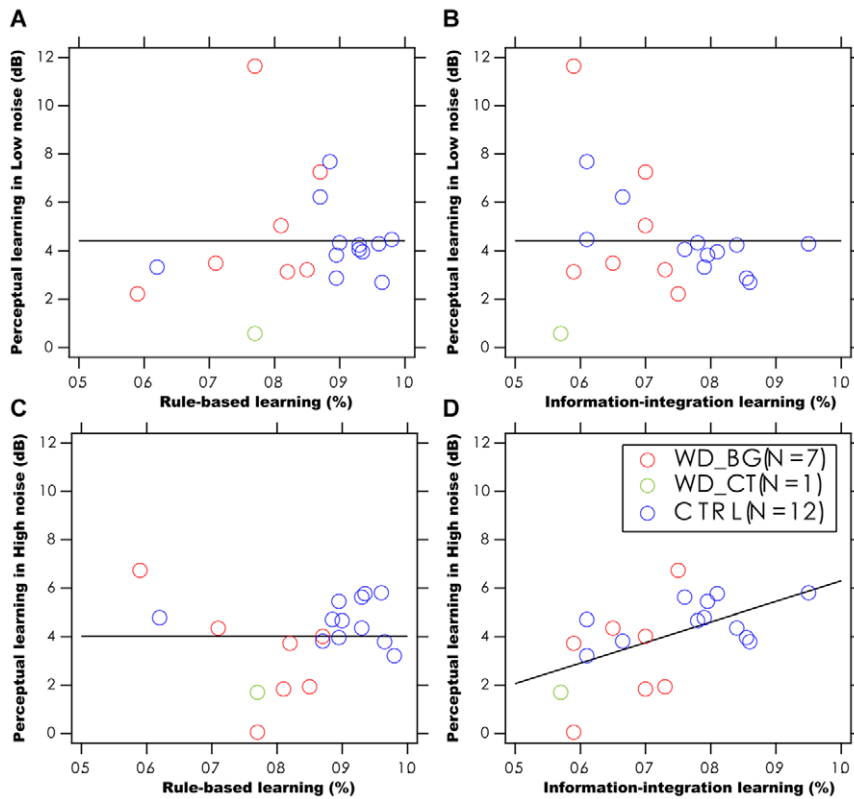 A
Perceptual learning in Low noise (dB)
12
10
8
6
4
2
0
05 06 07 08 09 10
Rule-based learning (%)
B
Perceptual learning in Low noise (dB)
12
10
8
6
4
2
0
05 06 07 08 09 10
Information-integration learning (%)
C
Perceptual learning in High noise (dB)
12
10
8
6
4
2
0
05 06 07 08 09 10
Rule-based learning (%)
D
Perceptual learning in High noise (dB)
12
10
8
6
4
2
0
WD_BG(N =7)
WD_CT(N =1)
CTRL(N =12)
05 06 07 08 09 10
Information-integration learning (%)